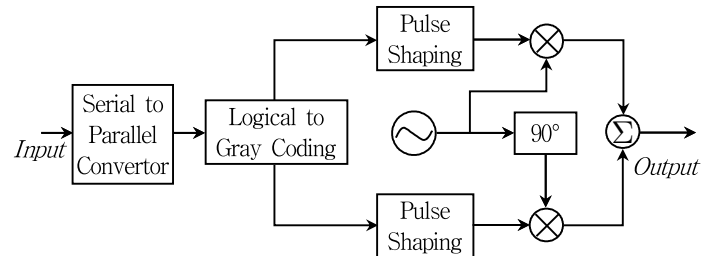 Input
Serial to
Parallel
Convertor
Logical to
Gray Coding
Pulse
Shaping
90°
Pulse
Shaping
Σ
Output